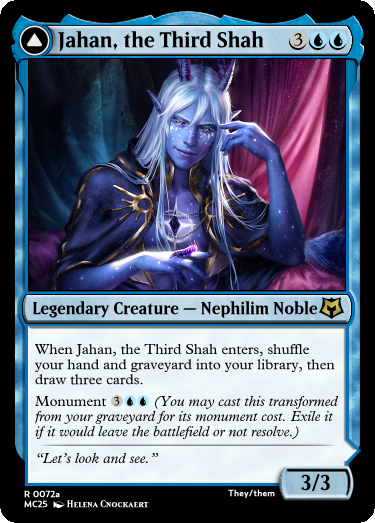 Jahan, the Third Shah 3
Legendary Creature — Nephilim Noble
When Jahan, the Third Shah enters, shuffle
your hand and graveyard into your library, then
draw three cards.
Monument 3 (You may cast this transformed
from your graveyard for its monument cost. Exile it
if it would leave the battlefield or not resolve.)
“Let’s look and see.”
3/3
R 0072a
They/them
MC25 Helena Cnockaert